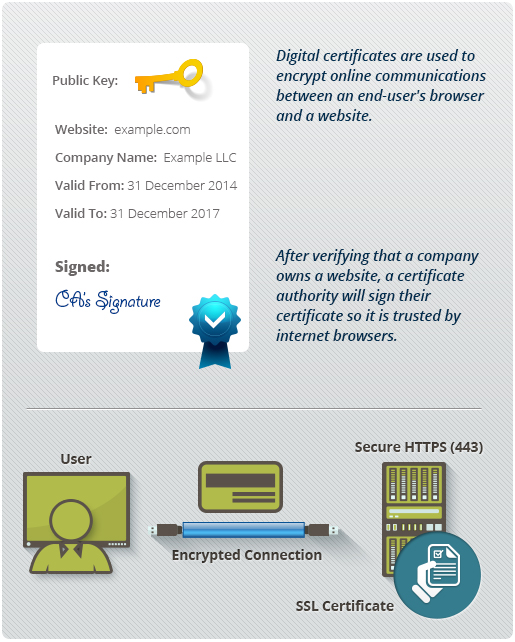 Public Key:
Website: example.com
Company Name: Example LLC
Valid From: 31 December 2014
Valid To: 31 December 2017
Signed:
CA's Signature
Digital certificates are used to
encrypt online communications
between an end-user's browser
and a website.
After verifying that a company
owns a website, a certificate
authority will sign their
certificate so it is trusted by
internet browsers.
User
Encrypted Connection
Secure HTTPS (443)
SSL Certificate